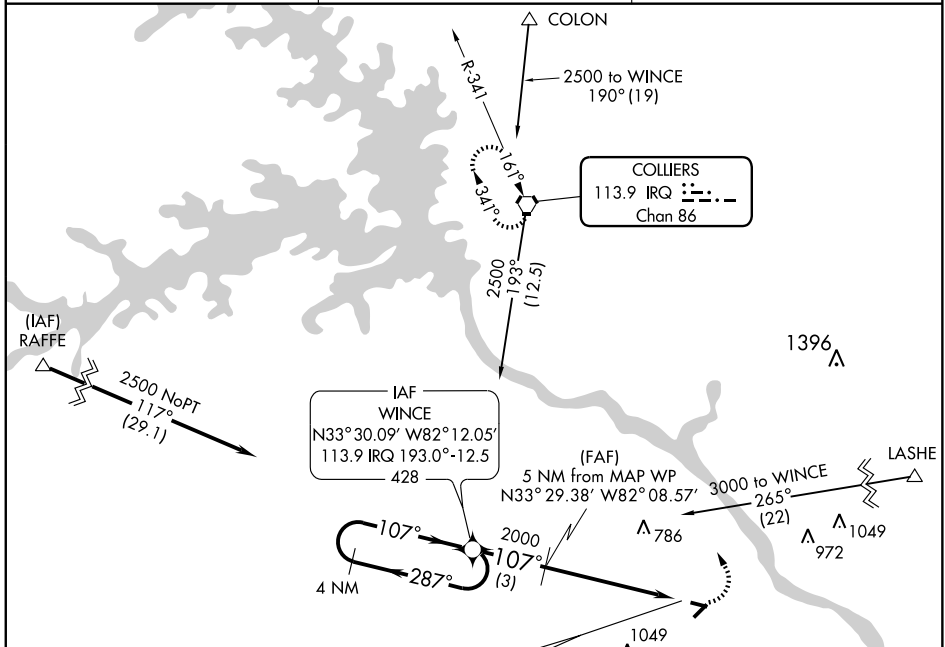 COLON
R-341
2500 to WINCE
190° (19)
161°
341°
COLLIERS
113.9 IRQ
Chan 86
2500
193°
(12.5)
(IAF)
RAFFE
2500 NoPT
117°
(29.1)
1396
IAF
WINCE
N33° 30.09' W82° 12.05'
113.9 IRQ 193.0°-12.5
428
(FAF)
5 NM from MAP WP
N33° 29.38' W82° 08.57'
LASHE
3000 to WINCE
265°
(22)
1049
972
786
107°
2000
107°
(3)
287°
4 NM
1049